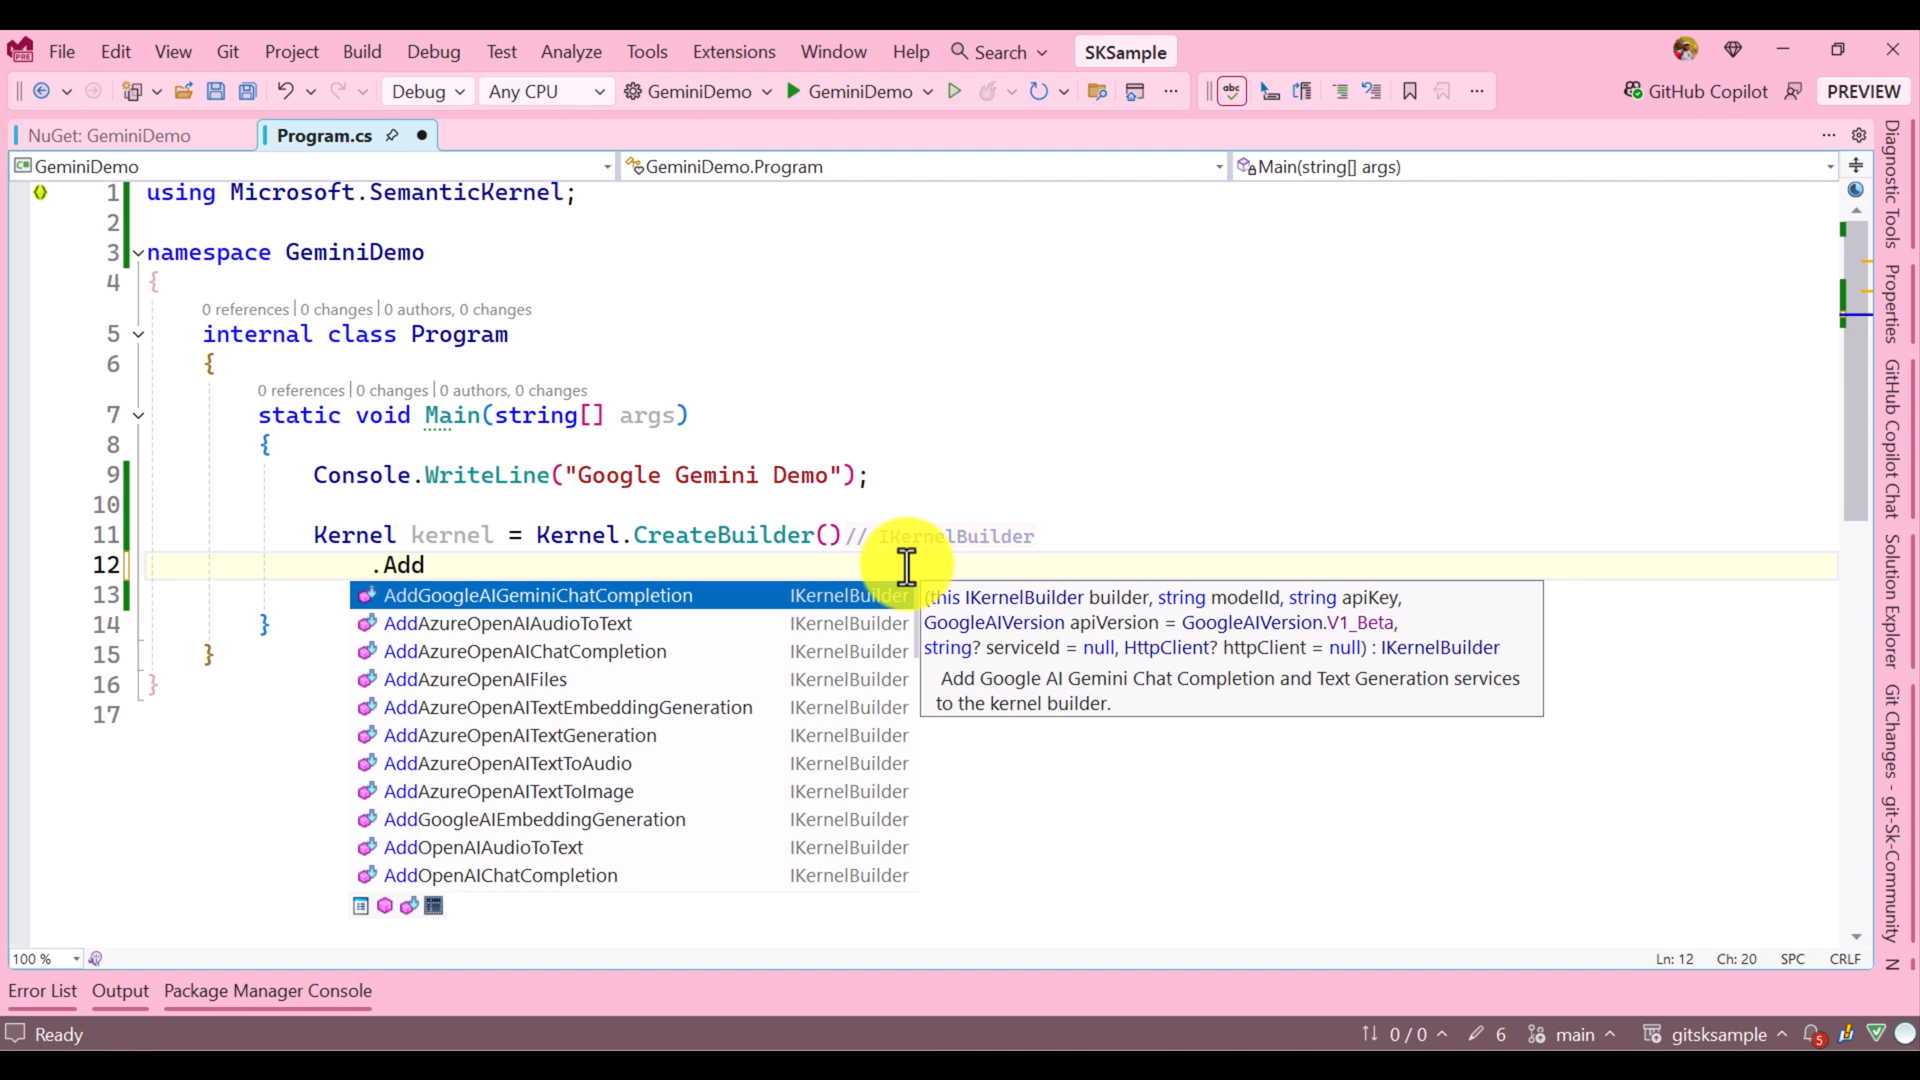 File Edit View Git Project Build Debug Test Analyze Tools Extensions Window Help Search SKSample
Debug Any CPU GeminiDemo GeminiDemo GitHub Copilot PREVIEW
NuGet: GeminiDemo Program.cs
GeminiDemo GeminiDemo.Program Main(string[] args)
1 using Microsoft.SemanticKernel;
2
3 namespace GeminiDemo
4 {
0 references | 0 changes | 0 authors, 0 changes
5 internal class Program
6 {
0 references | 0 changes | 0 authors, 0 changes
7 static void Main(string[] args)
8 {
9 Console.WriteLine("Google Gemini Demo");
10
11 Kernel kernel = Kernel.CreateBuilder() // IKernelBuilder
12 .Add
13
14 }
15 }
16 }
17
AddGoogleAIGeminiChatCompletion IKernelBuilder
AddAzureOpenAIAudioToText IKernelBuilder
AddAzureOpenAIChatCompletion IKernelBuilder
AddAzureOpenAIFiles IKernelBuilder
AddAzureOpenAITextEmbeddingGeneration IKernelBuilder
AddAzureOpenAITextGeneration IKernelBuilder
AddAzureOpenAITextToAudio IKernelBuilder
AddAzureOpenAITextToImage IKernelBuilder
AddGoogleAIEmbeddingGeneration IKernelBuilder
AddOpenAIAudioToText IKernelBuilder
AddOpenAIChatCompletion IKernelBuilder
(this IKernelBuilder builder, string modelId, string apiKey,
GoogleAIVersion apiVersion = GoogleAIVersion.V1_Beta,
string? serviceId = null, HttpClient? httpClient = null) : IKernelBuilder
Add Google AI Gemini Chat Completion and Text Generation services
to the kernel builder.
Diagnostic Tools
Properties
GitHub Copilot Chat
Solution Explorer
Git Changes - git-Sk-Community
N
100 % Ln: 12 Ch: 20 SPC CRLF
Error List Output Package Manager Console
Ready 0 / 0 6 main gitsksample 5